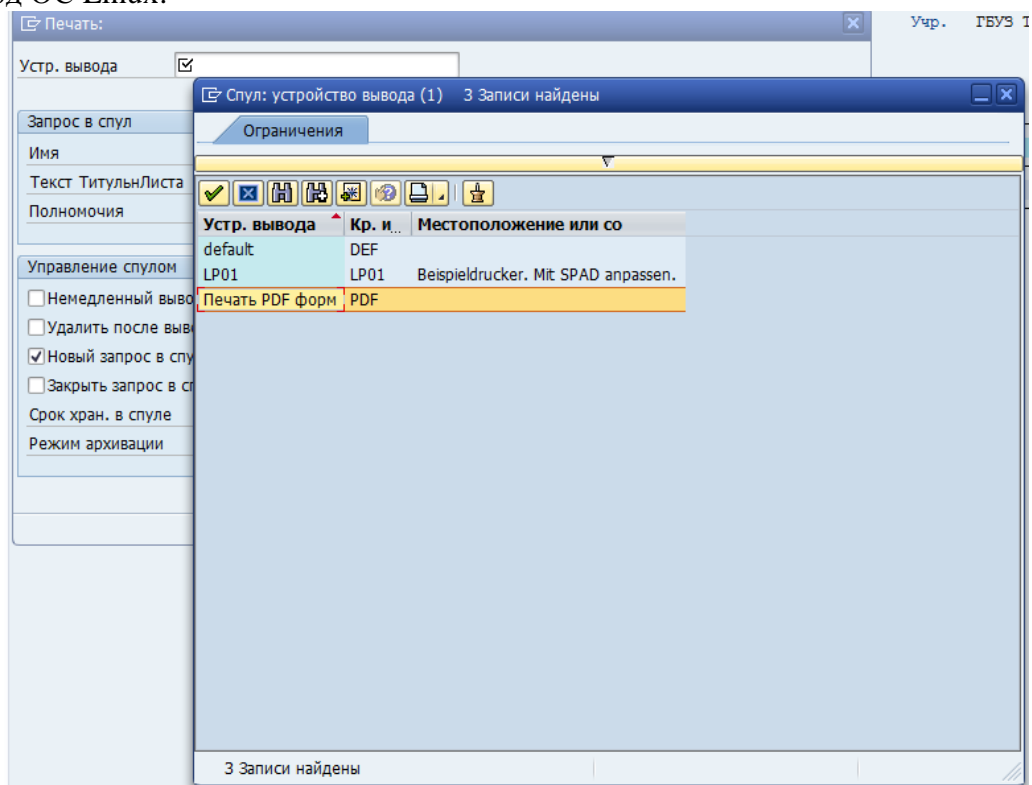 ОС Linux.
Печать:
Учр. ГБУЗ
Устр. вывода
Спул: устройство вывода (1) 3 Записи найдены
Запрос в спул
Ограничения
Имя
Текст ТитульнЛиста
Полномочия
Устр. вывода Кр. и... Местоположение или со
default DEF
Управление спулом
LP01 LP01 Beispieldrucker. Mit SPAD anpassen.
Немедленный выво
Печать PDF форм PDF
Удалить после выв
Новый запрос в спу
Закрыть запрос в сп
Срок хран. в спуле
Режим архивации
3 Записи найдены